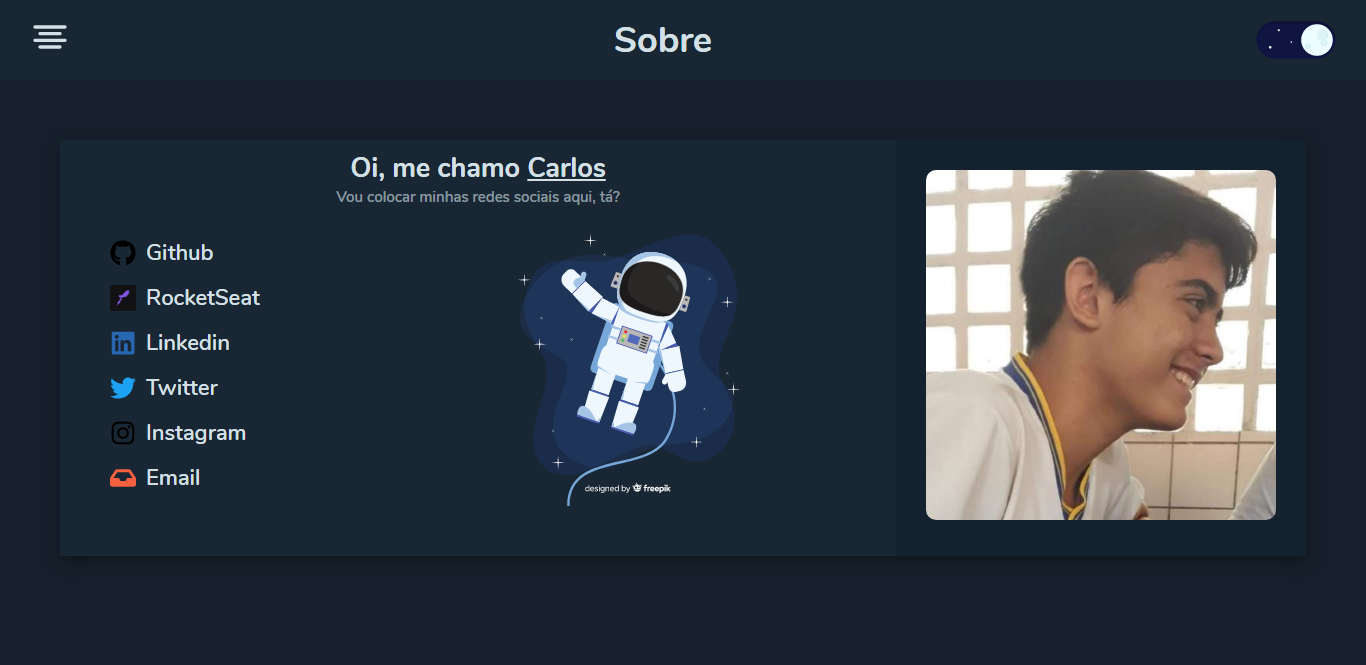 Sobre
Oi, me chamo Carlos
Vou colocar minhas redes sociais aqui, tá?
Github
RocketSeat
Linkedin
Twitter
Instagram
Email
designed by freepik